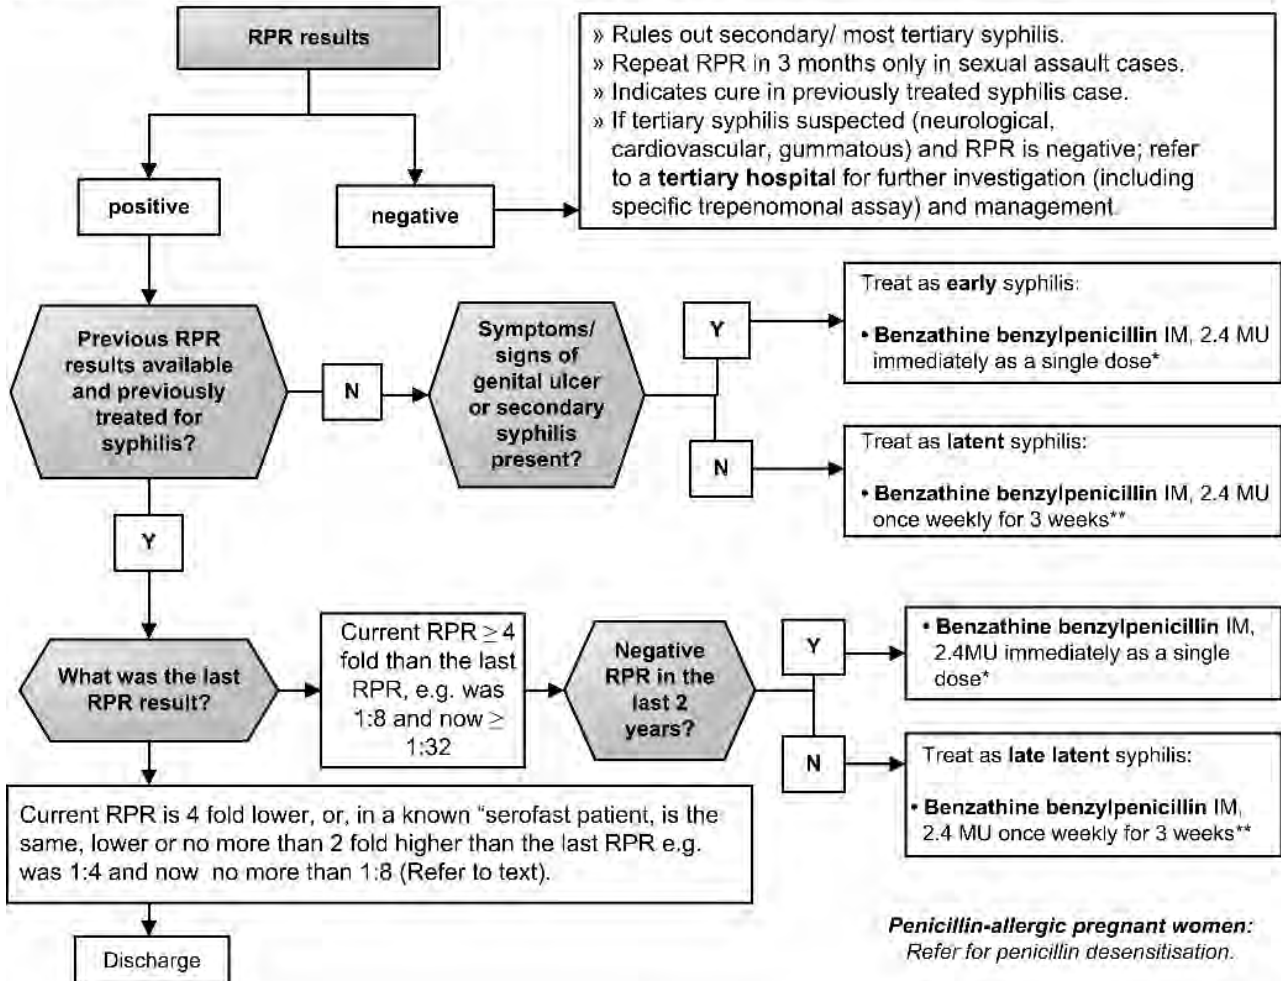 RPR results
» Rules out secondary/ most tertiary syphilis.
» Repeat RPR in 3 months only in sexual assault cases.
» Indicates cure in previously treated syphilis case.
» If tertiary syphilis suspected (neurological,
cardiovascular, gummatous) and RPR is negative; refer
to a tertiary hospital for further investigation (including
specific trepenomonal assay) and management.
positive
negative
Previous RPR
results available
and previously
treated for
syphilis?
N
Symptoms/
signs of
genital ulcer
or secondary
syphilis
present?
Y
Treat as early syphilis:
• Benzathine benzylpenicillin IM, 2.4 MU
immediately as a single dose*
N
Treat as latent syphilis:
• Benzathine benzylpenicillin IM, 2.4 MU
once weekly for 3 weeks**
Y
What was the last
RPR result?
Current RPR ≥ 4
fold than the last
RPR, e.g. was
1:8 and now ≥
1:32
Negative
RPR in the
last 2
years?
Y
• Benzathine benzylpenicillin IM,
2.4MU immediately as a single
dose*
N
Treat as late latent syphilis:
• Benzathine benzylpenicillin IM,
2.4 MU once weekly for 3 weeks**
Current RPR is 4 fold lower, or, in a known "serofast patient, is the
same, lower or no more than 2 fold higher than the last RPR e.g.
was 1:4 and now no more than 1:8 (Refer to text).
Discharge
Penicillin-allergic pregnant women:
Refer for penicillin desensitisation.